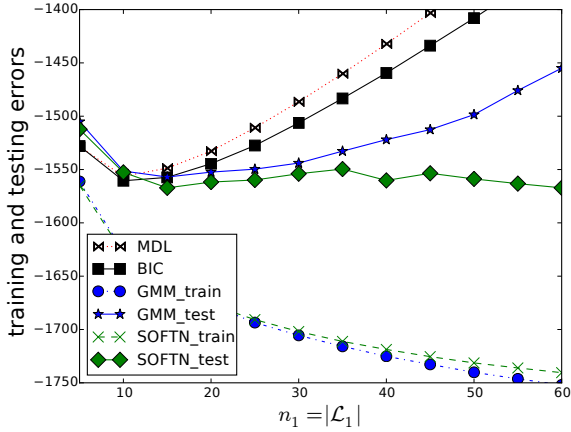 training and testing errors
−1400
−1450
−1500
−1550
−1600
−1650
−1700
−1750
MDL
BIC
GMM_train
GMM_test
SOFTN_train
SOFTN_test
10 20 30 40 50 60
n₁ =|ℒ₁|